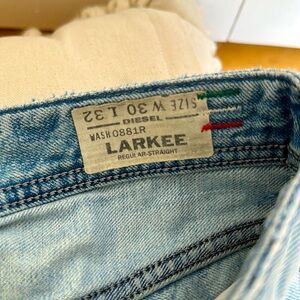 SIZE W 30 L 32
DIESEL
WASH 0881R
LARKEE
REGULAR-STRAIGHT